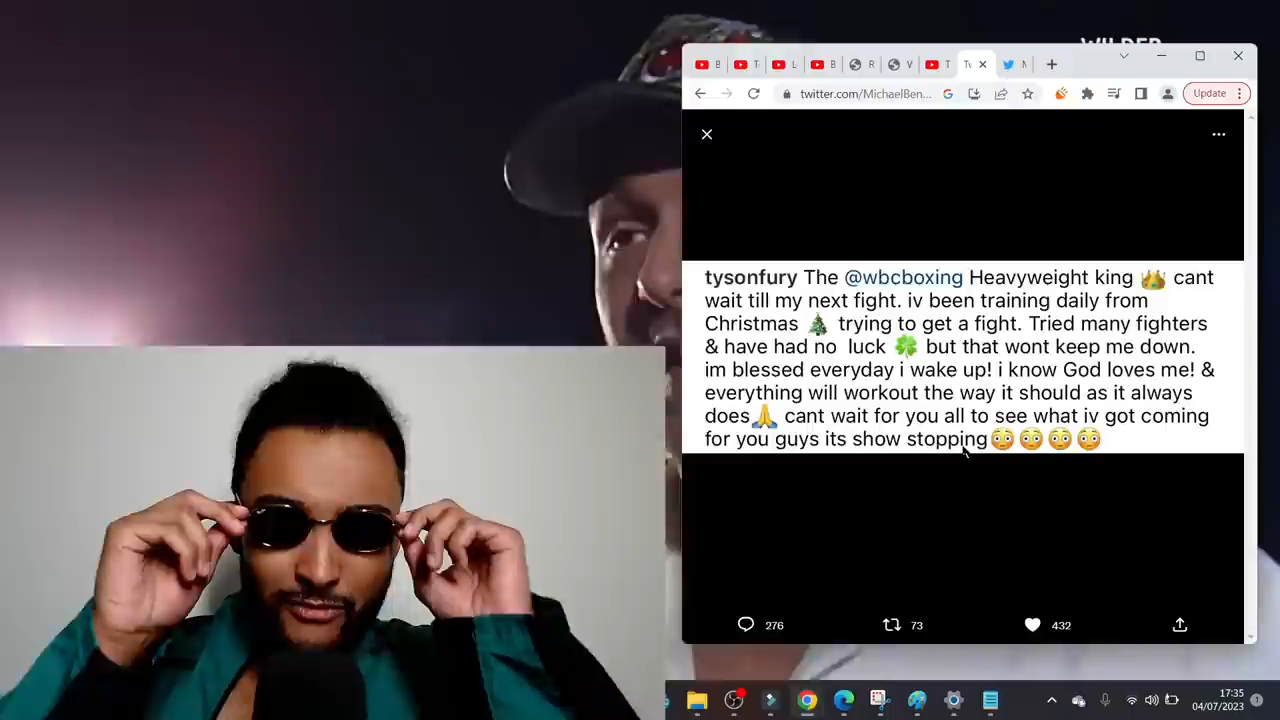 WILDER
B
T
L
B
R
V
T
Tv
N
twitter.com/MichaelBen...
Update
tysonfury The @wbcboxing Heavyweight king 👑 cant
wait till my next fight. iv been training daily from
Christmas 🎄 trying to get a fight. Tried many fighters
& have had no luck 🍀 but that wont keep me down.
im blessed everyday i wake up! i know God loves me! &
everything will workout the way it should as it always
does🙏 cant wait for you all to see what iv got coming
for you guys its show stopping😳😳😳😳
276
73
432
17:35
04/07/2023